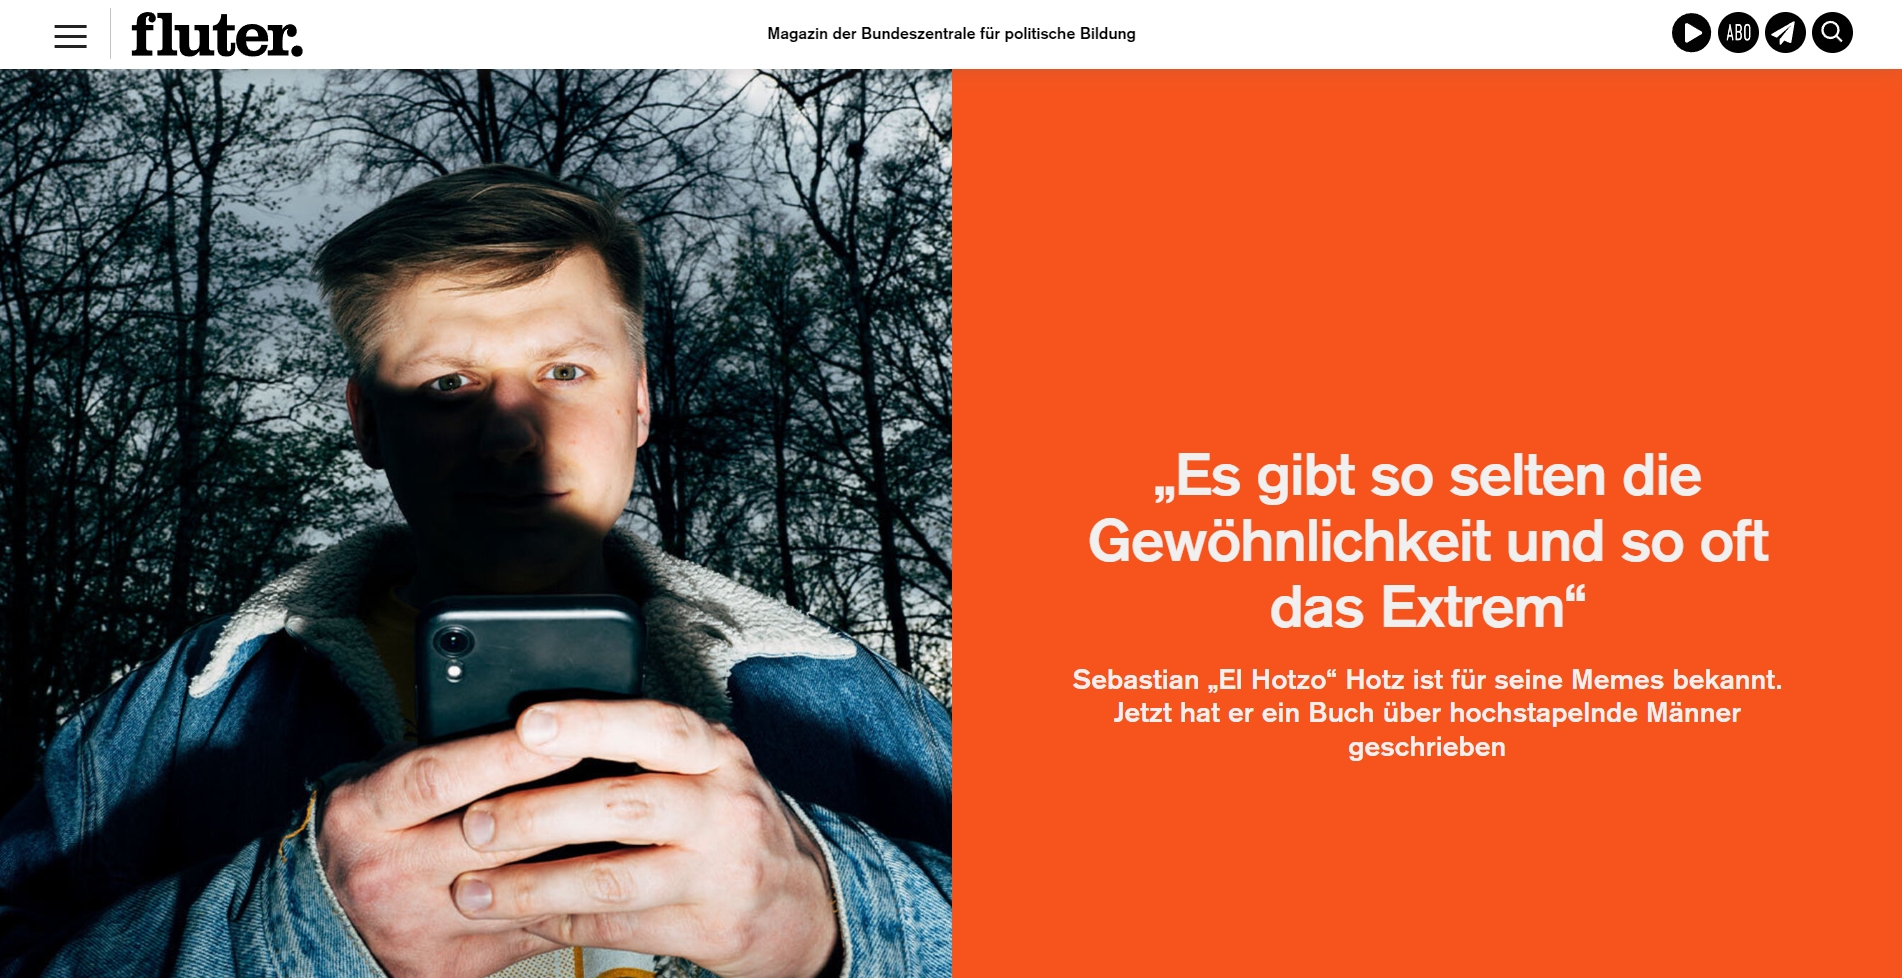 fluter.
Magazin der Bundeszentrale für politische Bildung
ABO
„Es gibt so selten die
Gewöhnlichkeit und so oft
das Extrem“
Sebastian „El Hotzo“ Hotz ist für seine Memes bekannt.
Jetzt hat er ein Buch über hochstapelnde Männer
geschrieben